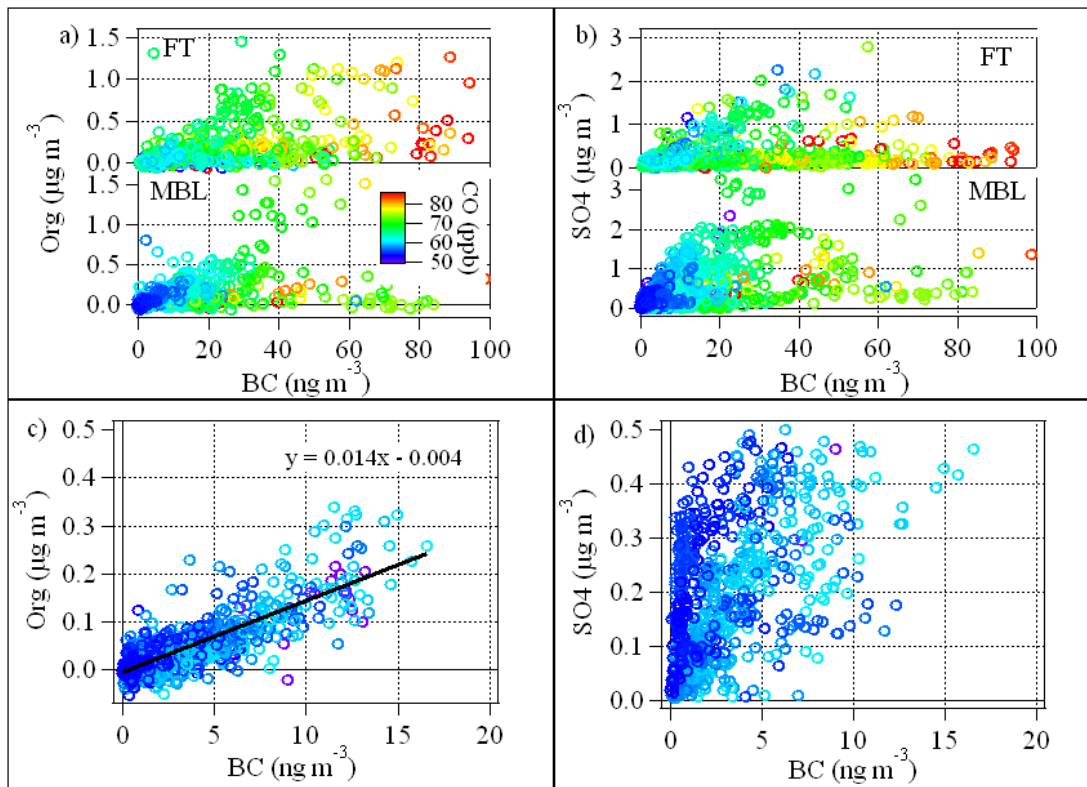 a)
FT
1.5
1.0
0.5
0.0
MBL
1.5
1.0
0.5
0.0
Org (µg m⁻³)
CO (ppb)
80
70
60
50
0 20 40 60 80 100
BC (ng m⁻³)
b)
FT
3
2
1
0
MBL
3
2
1
0
SO4 (µg m⁻³)
0 20 40 60 80 100
BC (ng m⁻³)
c)
y = 0.014x - 0.004
0.5
0.4
0.3
0.2
0.1
0.0
Org (µg m⁻³)
0 5 10 15 20
BC (ng m⁻³)
d)
0.5
0.4
0.3
0.2
0.1
0.0
SO4 (µg m⁻³)
0 5 10 15 20
BC (ng m⁻³)